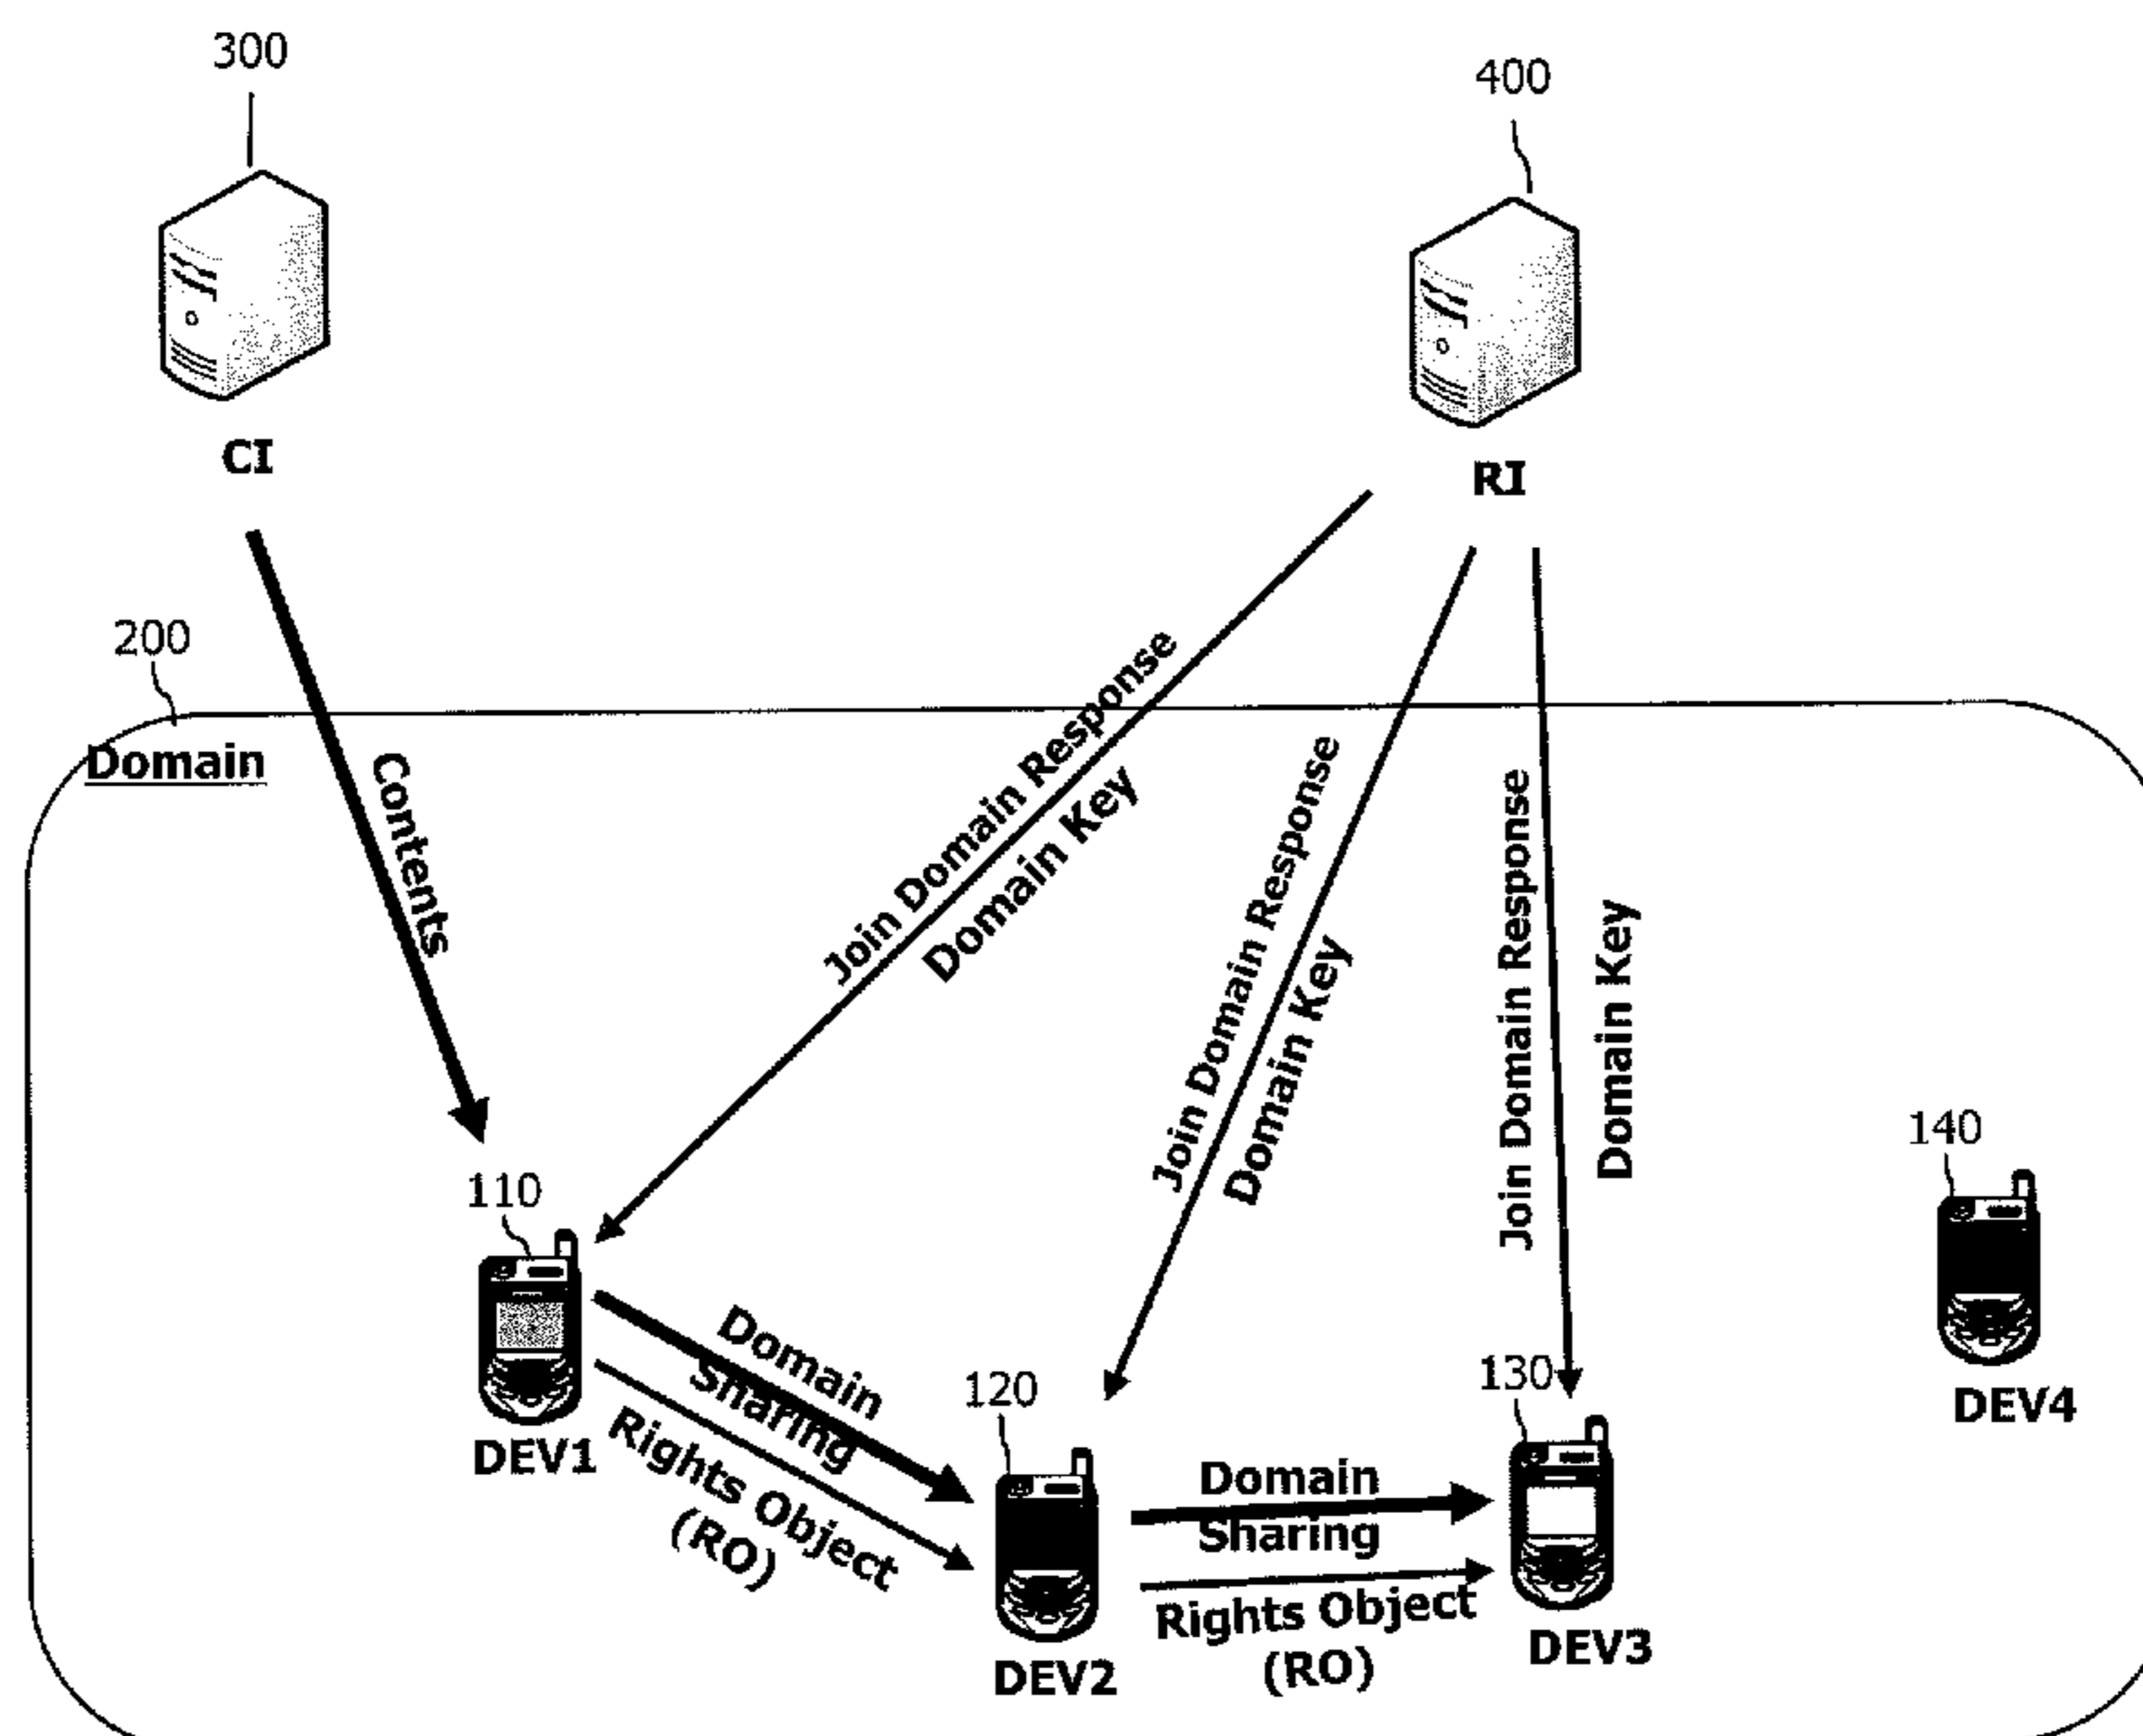 300
400
CI
RI
200
Domain
Contents
Join Domain Response
Domain Key
Join Domain Response
Domain Key
Join Domain Response
Domain Key
110
120
130
140
DEV1
DEV2
DEV3
DEV4
Domain
Sharing
Rights Object
(RO)
Domain
Sharing
Rights Object
(RO)